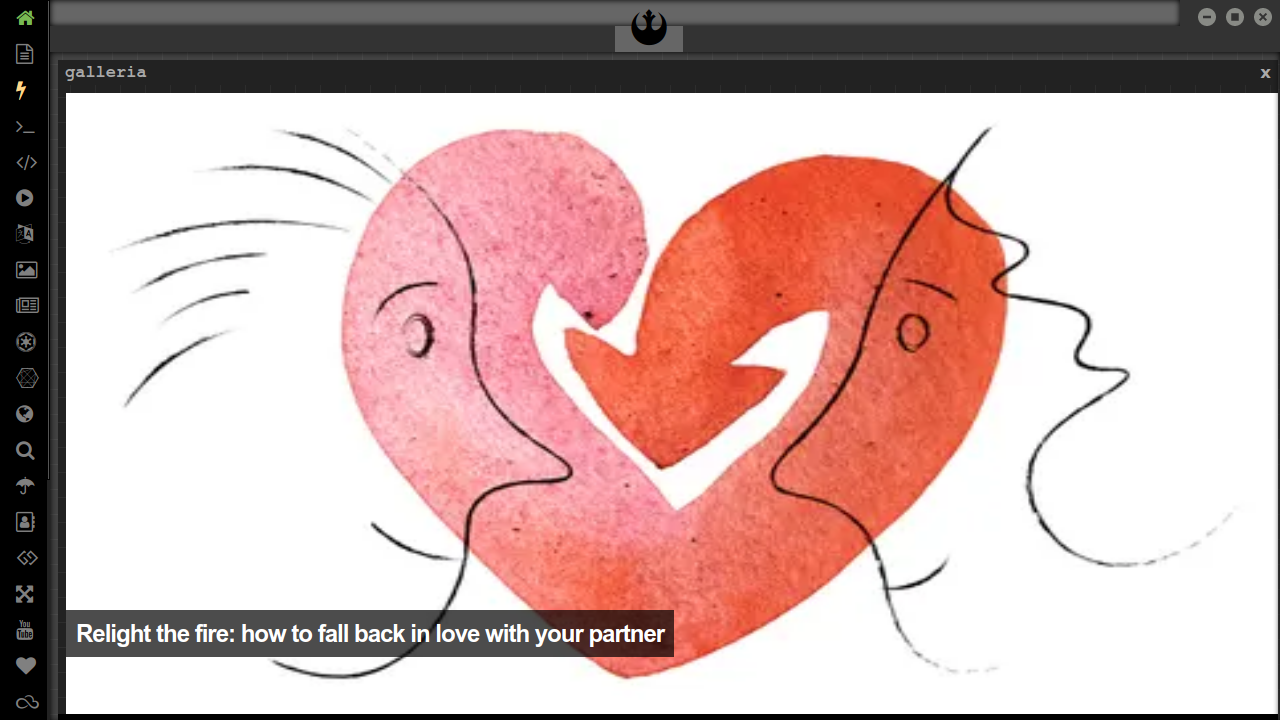 galleria
x
Relight the fire: how to fall back in love with your partner
You
Tube